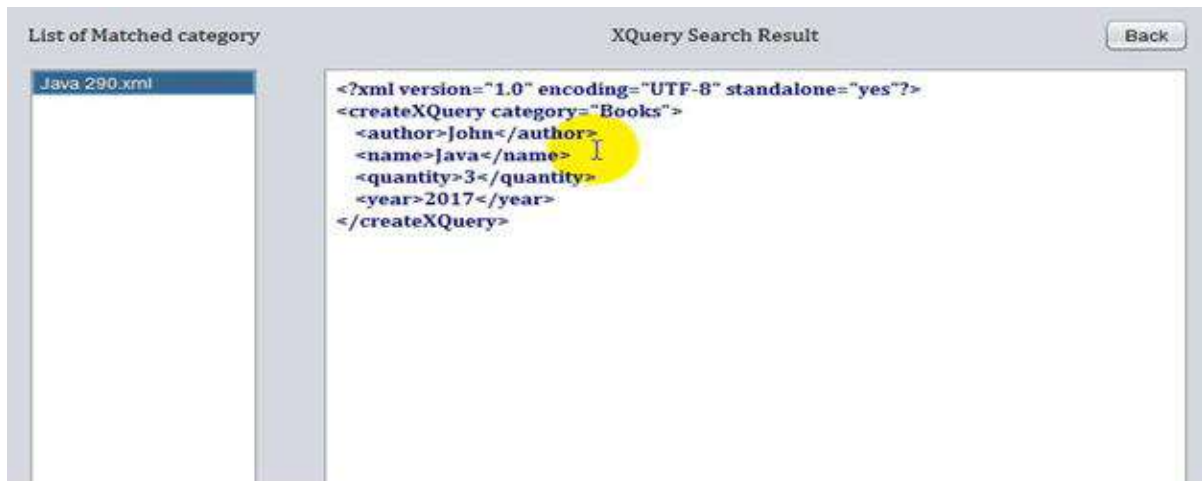 List of Matched category
XQuery Search Result
Back
Java 290.xml
<?xml version="1.0" encoding="UTF-8" standalone="yes"?>
<createXQuery category="Books">
<author>John</author>
<name>Java</name>
<quantity>3</quantity>
<year>2017</year>
</createXQuery>